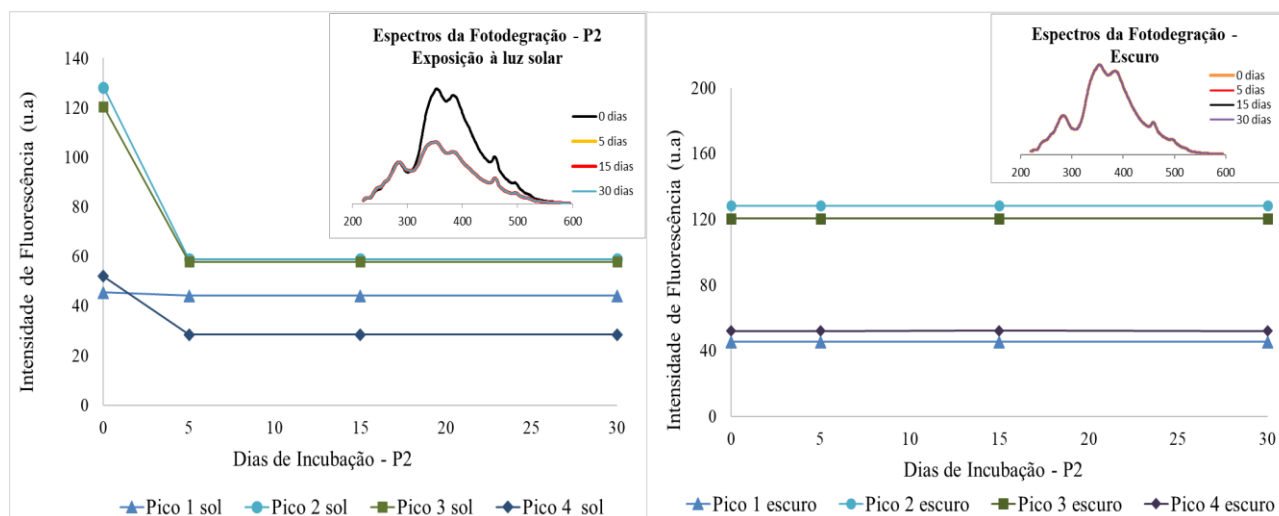 Espectros da Fotodegração - P2
Exposição à luz solar
0 dias
5 dias
15 dias
30 dias
200 300 400 500 600
Intensidade de Fluorescência (u.a)
140
120
100
80
60
40
20
0
0 5 10 15 20 25 30
Dias de Incubação - P2
Pico 1 sol Pico 2 sol Pico 3 sol Pico 4 sol
Espectros da Fotodegração -
Escuro
0 dias
5 dias
15 dias
30 dias
200 300 400 500 600
Intensidade de Fluorescência (u.a)
200
160
120
80
40
0
0 5 10 15 20 25 30
Dias de Incubação - P2
Pico 1 escuro Pico 2 escuro Pico 3 escuro Pico 4 escuro